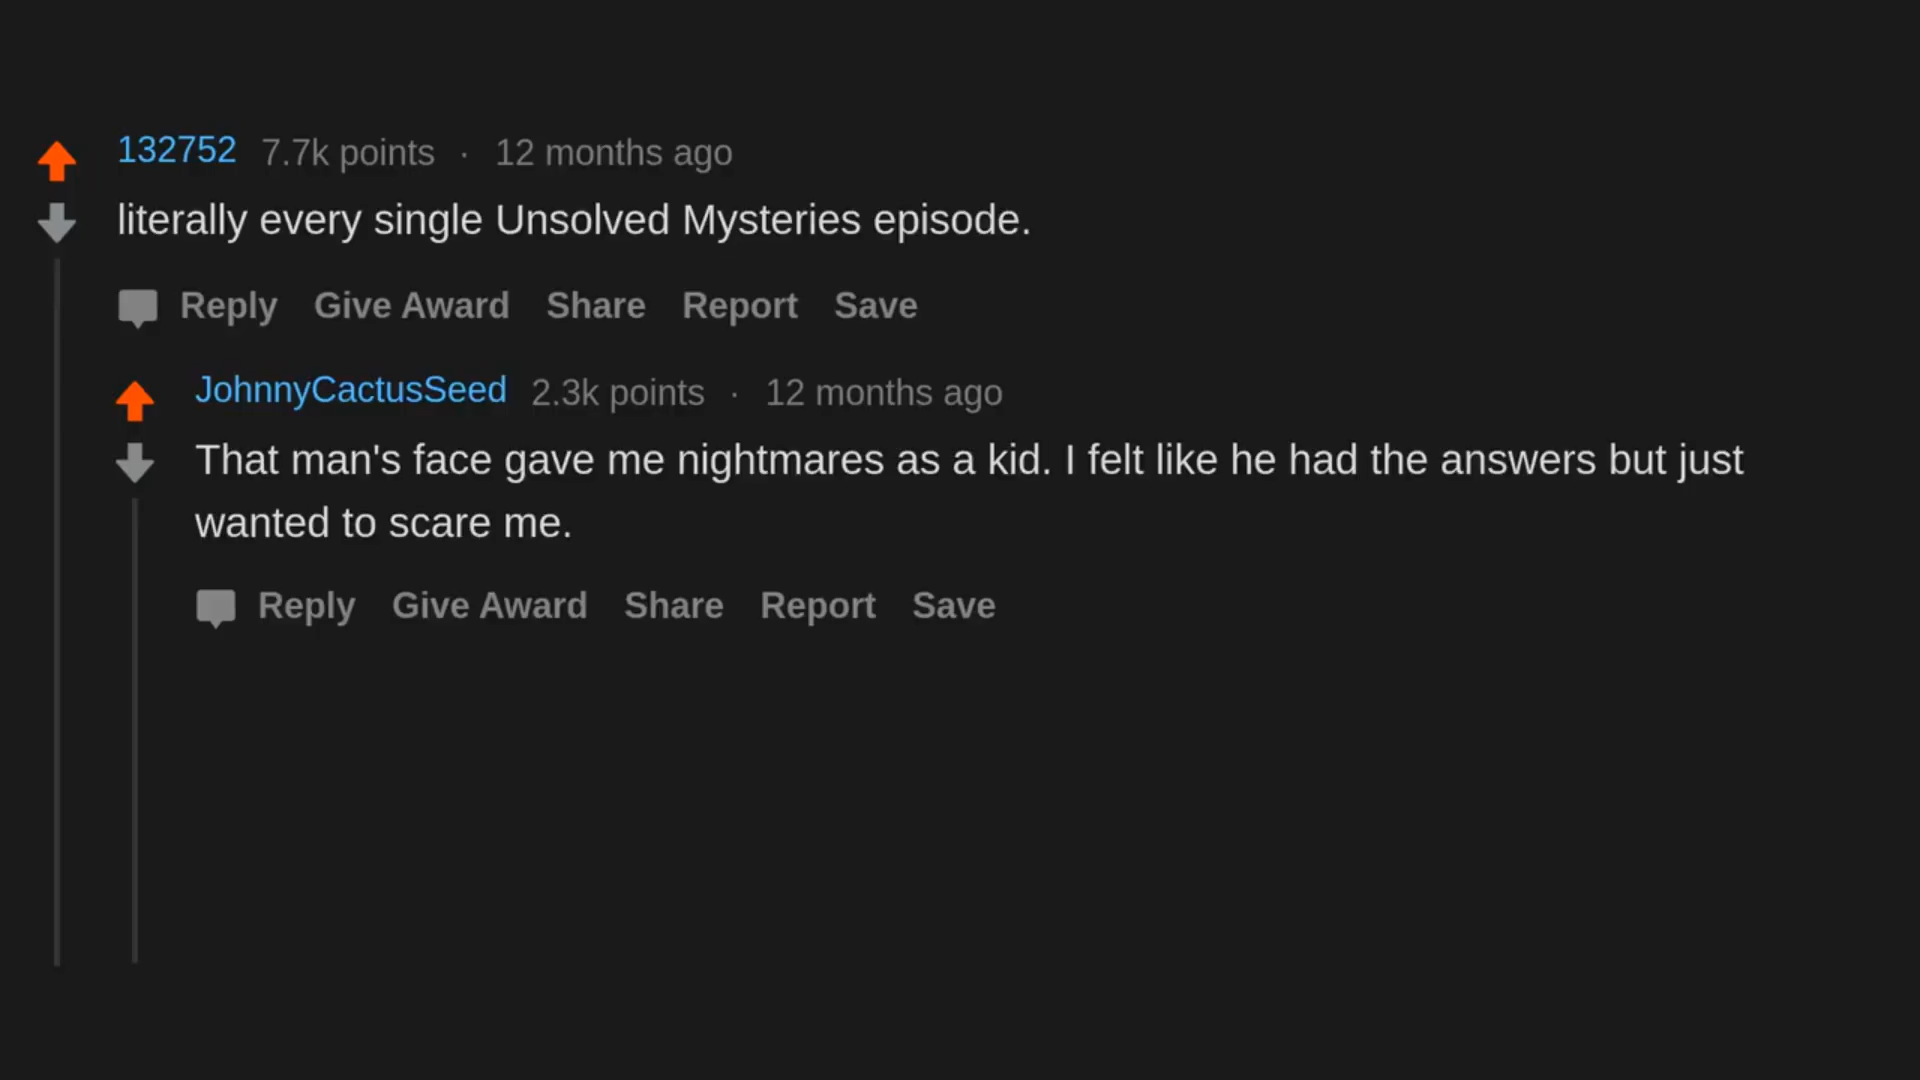 132752 7.7k points · 12 months ago
literally every single Unsolved Mysteries episode.
Reply Give Award Share Report Save
JohnnyCactusSeed 2.3k points · 12 months ago
That man's face gave me nightmares as a kid. I felt like he had the answers but just
wanted to scare me.
Reply Give Award Share Report Save